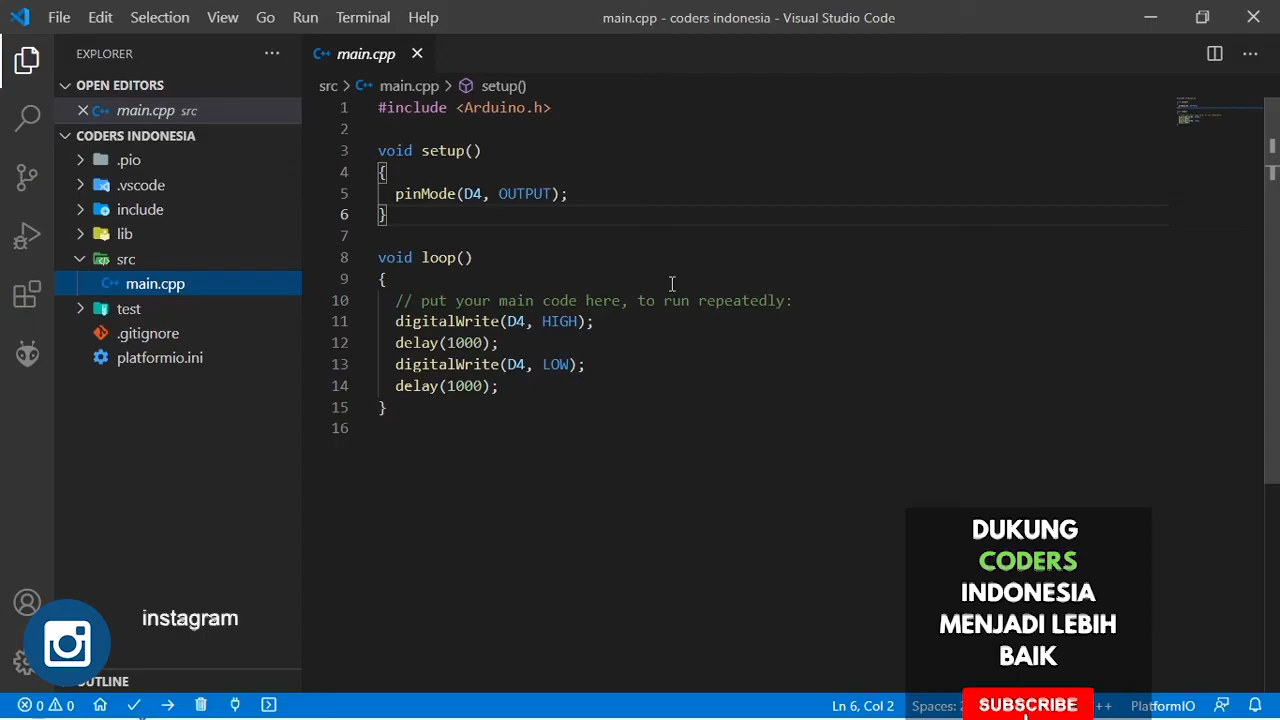 File Edit Selection View Go Run Terminal Help
main.cpp - coders indonesia - Visual Studio Code
EXPLORER
OPEN EDITORS
main.cpp src
CODERS INDONESIA
.pio
.vscode
include
lib
src
main.cpp
test
.gitignore
platformio.ini
main.cpp
src > main.cpp > setup()
1 #include <Arduino.h>
2
3 void setup()
4 {
5 pinMode(D4, OUTPUT);
6 }
7
8 void loop()
9 {
10 // put your main code here, to run repeatedly:
11 digitalWrite(D4, HIGH);
12 delay(1000);
13 digitalWrite(D4, LOW);
14 delay(1000);
15 }
16
DUKUNG
CODERS
INDONESIA
MENJADI LEBIH
BAIK
SUBSCRIBE
instagram
OUTLINE
0 0
Ln 6, Col 2
Spaces:
++
PlatformIO